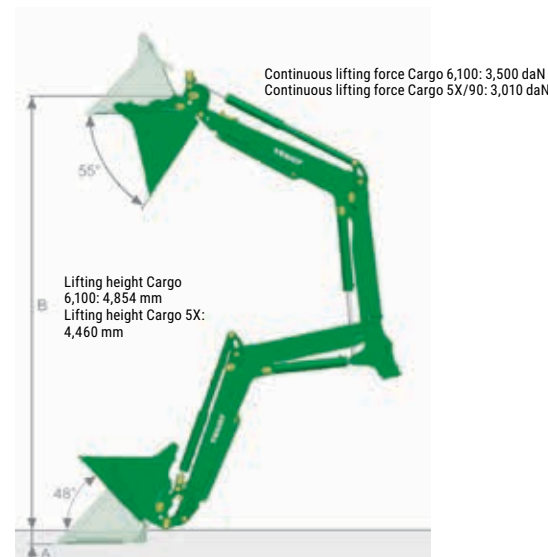 Continuous lifting force Cargo 6,100: 3,500 daN
Continuous lifting force Cargo 5X/90: 3,010 daN
55°
Lifting height Cargo
6,100: 4,854 mm
Lifting height Cargo 5X:
4,460 mm
B
48°
A